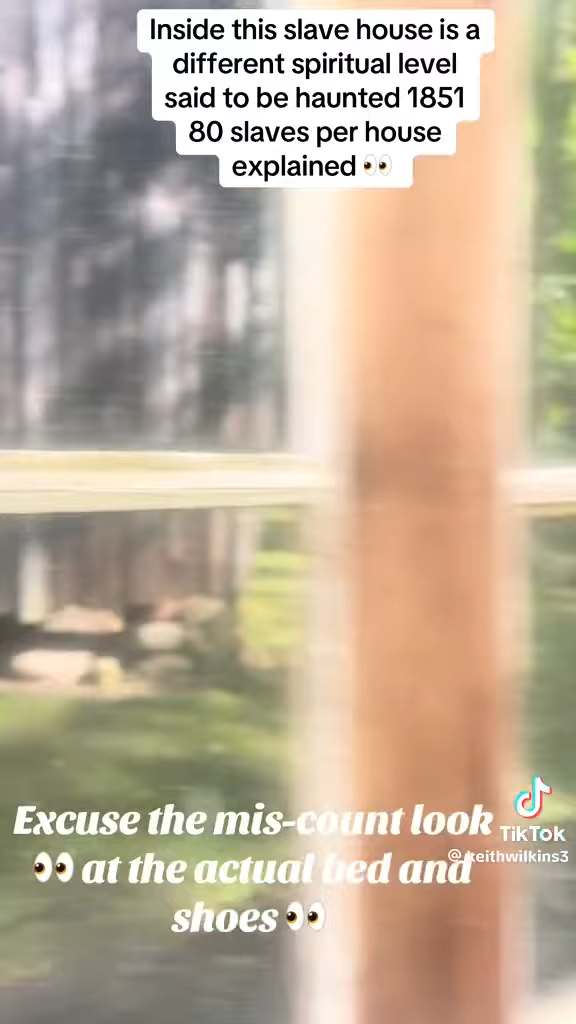 Inside this slave house is a
different spiritual level
said to be haunted 1851
80 slaves per house
explained 👀
Excuse the mis-count look
👀 at the actual bed and
shoes 👀
TikTok
@keithwilkins3